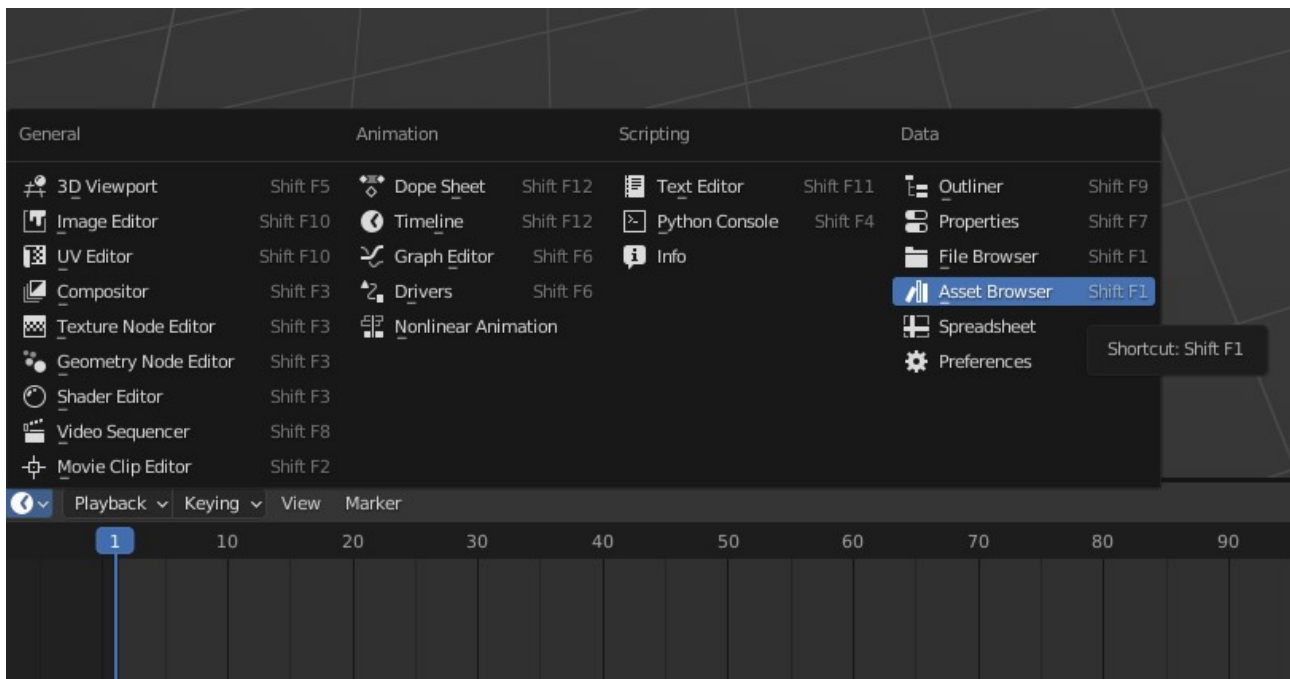 General
3D Viewport Shift F5
Image Editor Shift F10
UV Editor Shift F10
Compositor Shift F3
Texture Node Editor Shift F3
Geometry Node Editor Shift F3
Shader Editor Shift F3
Video Sequencer Shift F8
Movie Clip Editor Shift F2
Animation
Dope Sheet Shift F12
Timeline Shift F12
Graph Editor Shift F6
Drivers Shift F6
Nonlinear Animation
Scripting
Text Editor Shift F11
Python Console Shift F4
Info
Data
Outliner Shift F9
Properties Shift F7
File Browser Shift F1
Asset Browser Shift F1
Spreadsheet
Preferences
Shortcut: Shift F1
Playback Keying View Marker
1 10 20 30 40 50 60 70 80 90